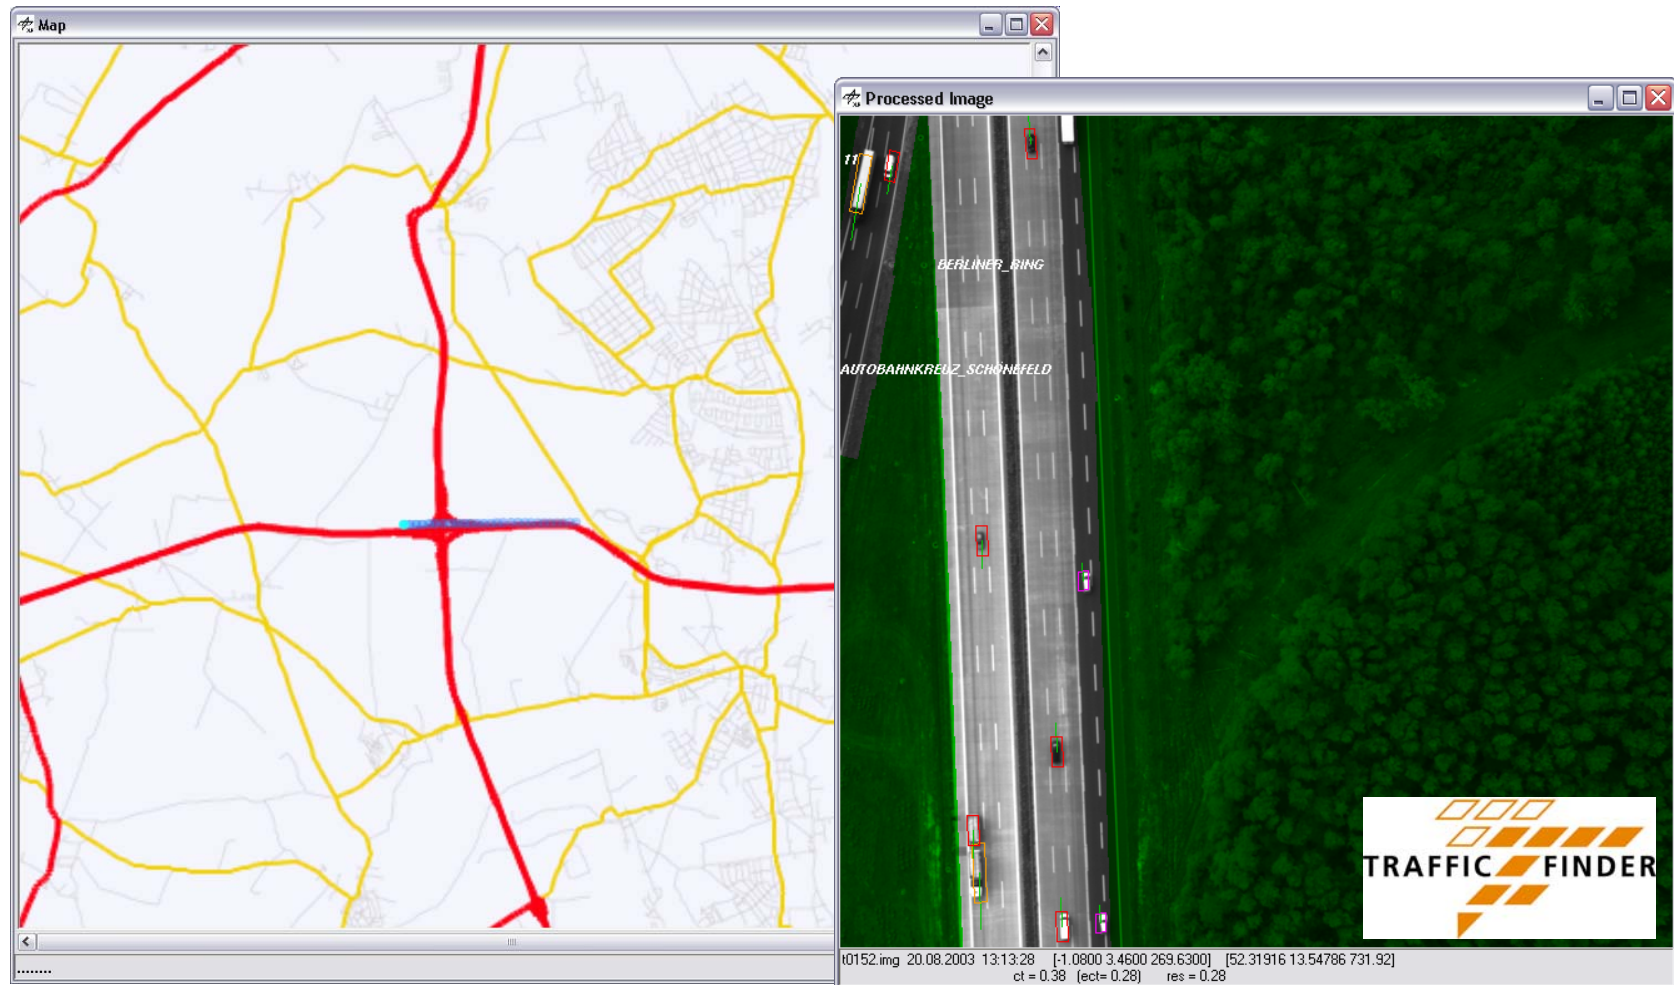 Map
Processed Image
11
BERLINER_RING
AUTOBAHNKREUZ_SCHÖNEFELD
TRAFFIC FINDER
t0152.img 20.08.2003 13:13:28 [-1.0800 3.4600 269.6300] [52.31916 13.54786 731.92]
ct = 0.38 (ect= 0.28) res = 0.28
........